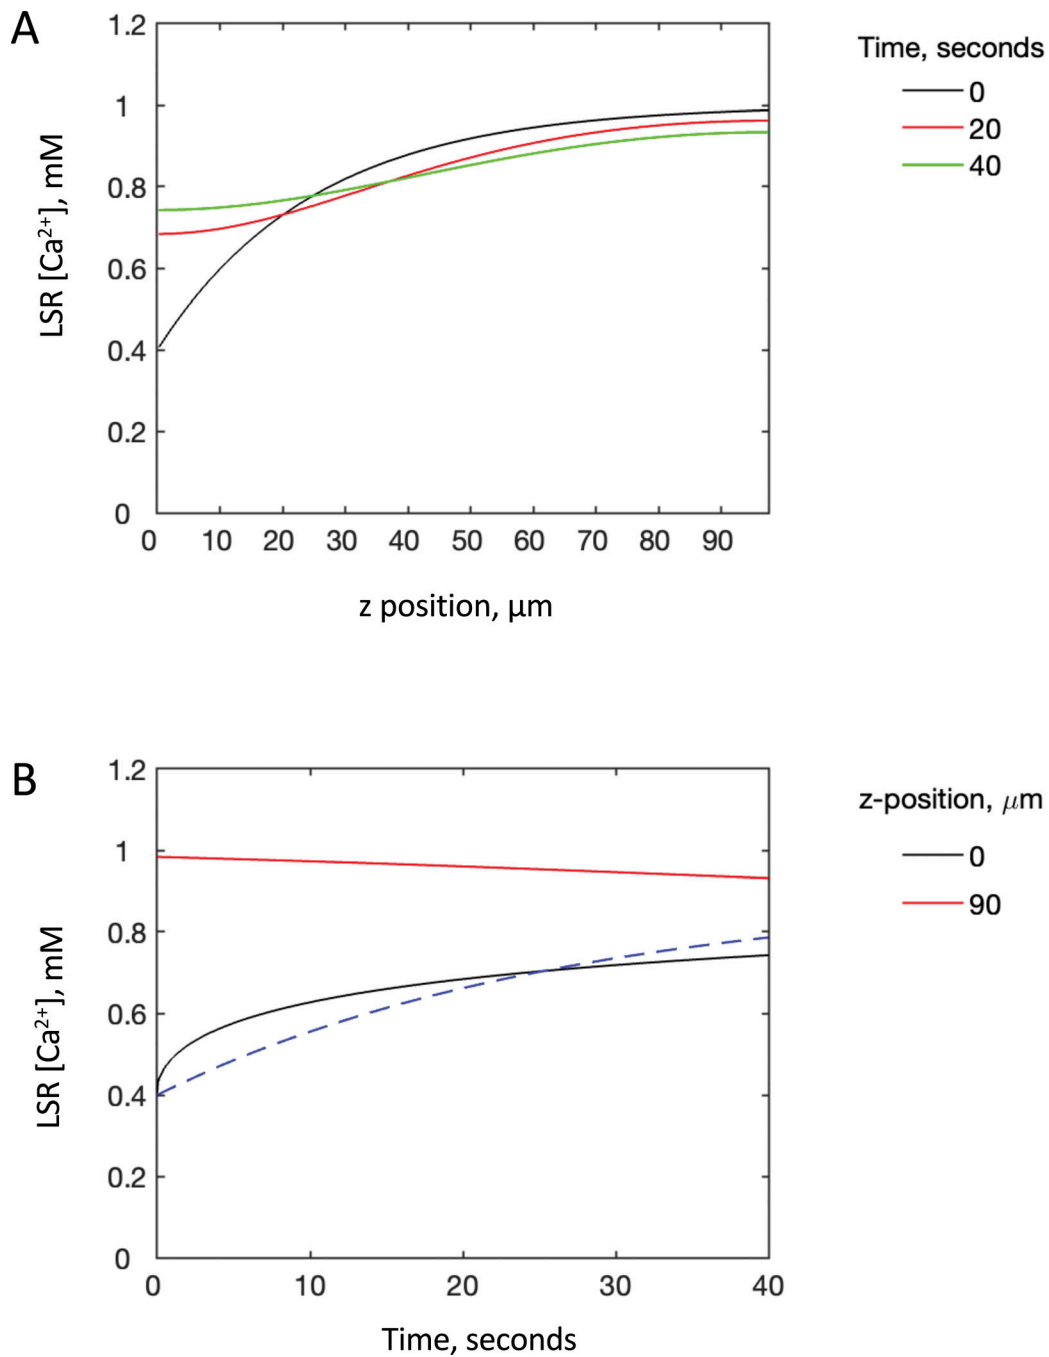 A
LSR [Ca²⁺], mM
1.2
1
0.8
0.6
0.4
0.2
0
0 10 20 30 40 50 60 70 80 90
z position, μm
Time, seconds
0
20
40
B
LSR [Ca²⁺], mM
1.2
1
0.8
0.6
0.4
0.2
0
0 10 20 30 40
Time, seconds
z-position, μm
0
90